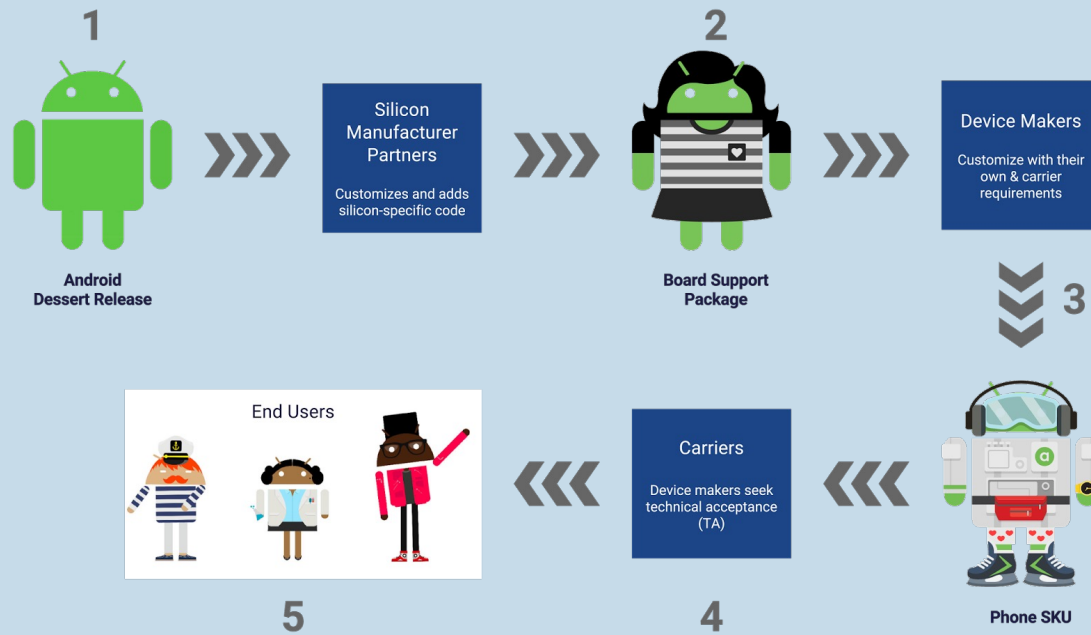 1
2
Silicon
Manufacturer
Partners
Customizes and adds
silicon-specific code
Device Makers
Customize with their
own & carrier
requirements
Android
Dessert Release
Board Support
Package
3
End Users
Carriers
Device makers seek
technical acceptance
(TA)
a
Phone SKU
5
4